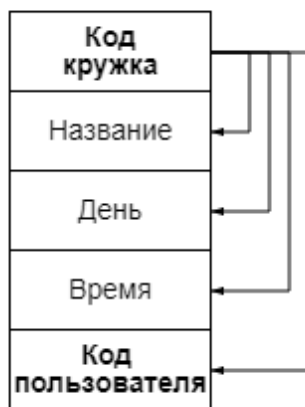 Код
кружка
Название
День
Время
Код
пользователя